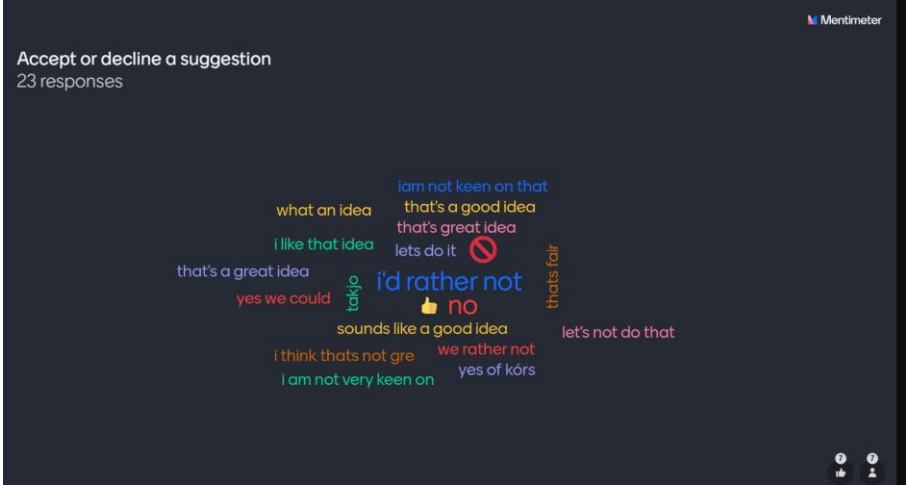 Mentimeter
Accept or decline a suggestion
23 responses
iam not keen on that
what an idea
that's a good idea
that's great idea
i like that idea
lets do it
thats fair
that's a great idea
takjo
i'd rather not
yes we could
no
sounds like a good idea
let's not do that
i think thats not gre
we rather not
yes of kórs
i am not very keen on
7
7